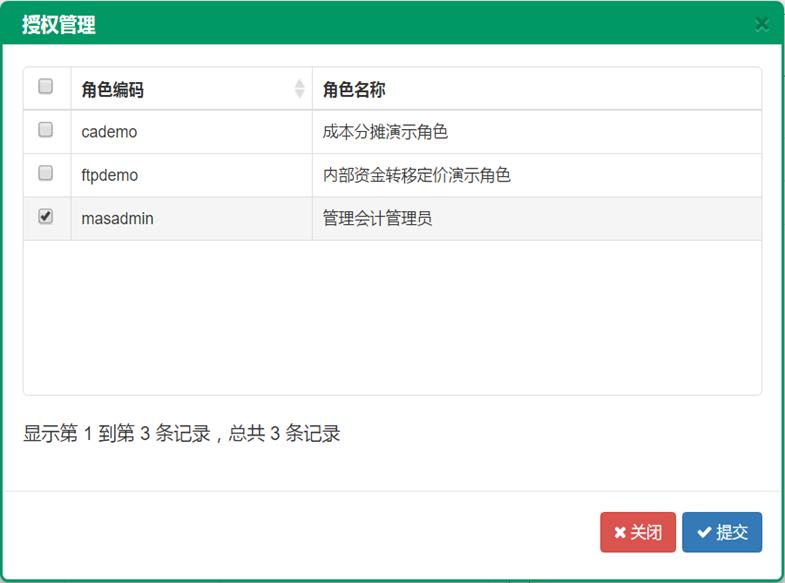 授权管理
角色编码 角色名称
cademo 成本分摊演示角色
ftpdemo 内部资金转移定价演示角色
masadmin 管理会计管理员
显示第 1 到第 3 条记录，总共 3 条记录
关闭 提交